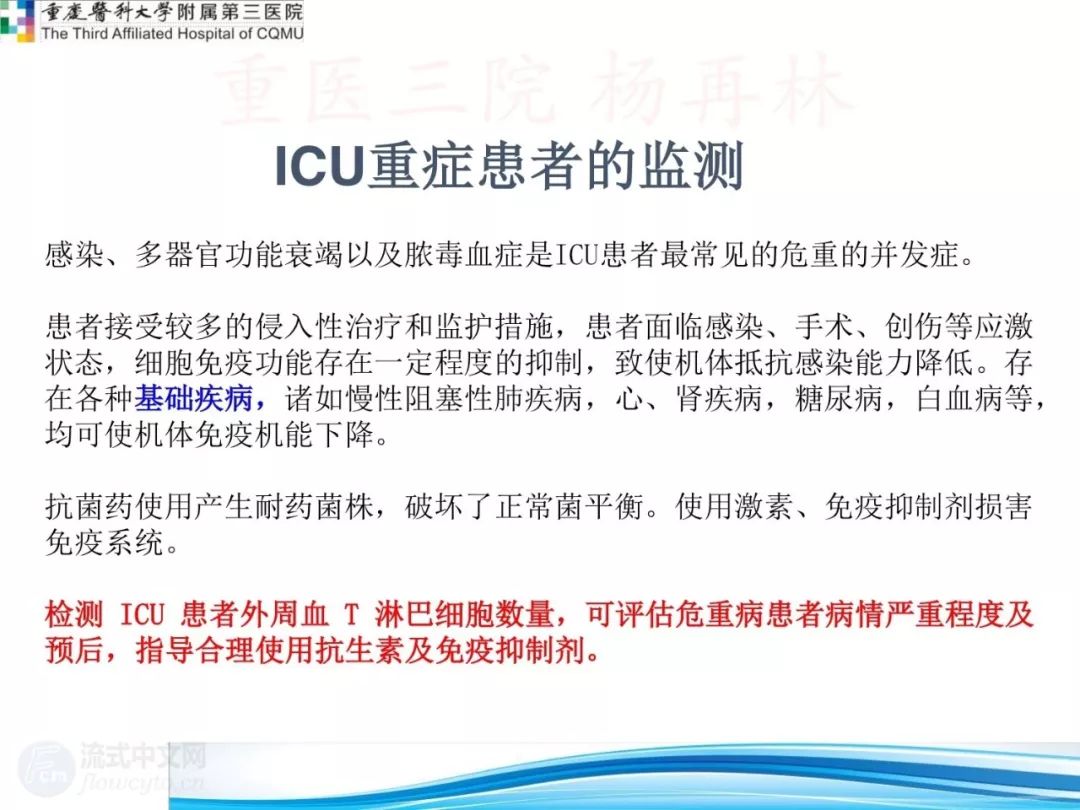 重庆医科大学附属第三医院
The Third Affiliated Hospital of CQMU
重医三院 杨再林
ICU重症患者的监测
感染、多器官功能衰竭以及脓毒血症是ICU患者最常见的危重的并发症。
患者接受较多的侵入性治疗和监护措施，患者面临感染、手术、创伤等应激
状态，细胞免疫功能存在一定程度的抑制，致使机体抵抗感染能力降低。存
在各种基础疾病，诸如慢性阻塞性肺疾病，心、肾疾病，糖尿病，白血病等，
均可使机体免疫机能下降。
抗菌药使用产生耐药菌株，破坏了正常菌平衡。使用激素、免疫抑制剂损害
免疫系统。
检测 ICU 患者外周血 T 淋巴细胞数量，可评估危重病患者病情严重程度及
预后，指导合理使用抗生素及免疫抑制剂。
流式中文网
flowcyto.cn